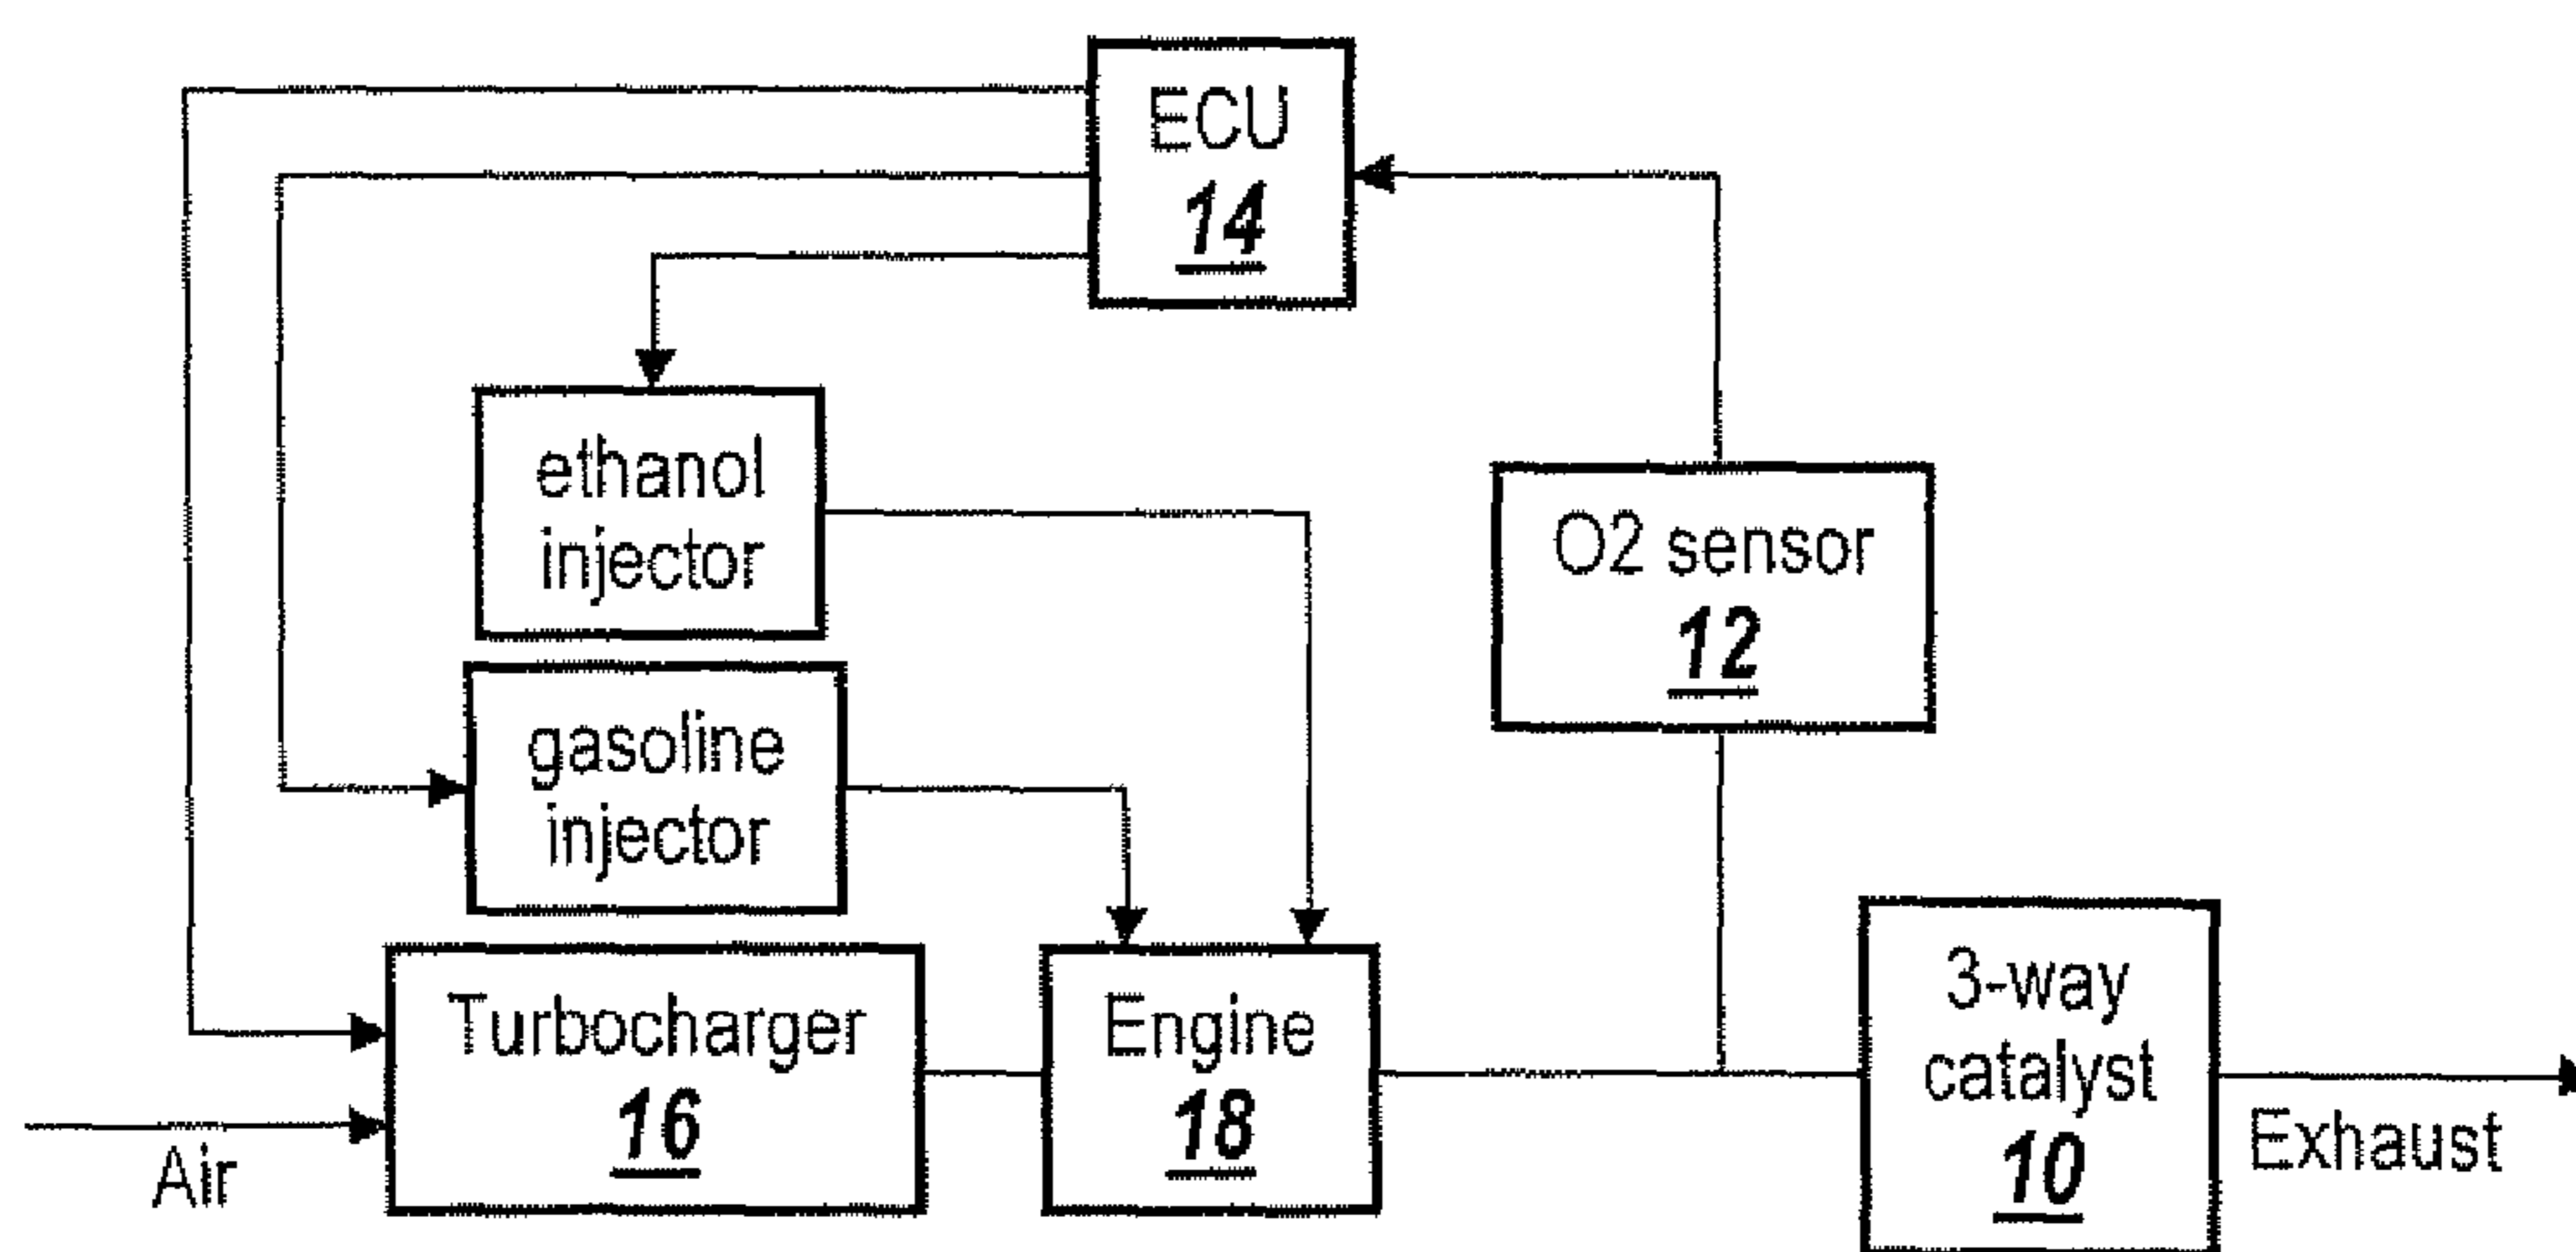 ECU
14
ethanol
injector
O2 sensor
12
gasoline
injector
Turbocharger
16
Engine
18
3-way
catalyst
10
Air
Exhaust